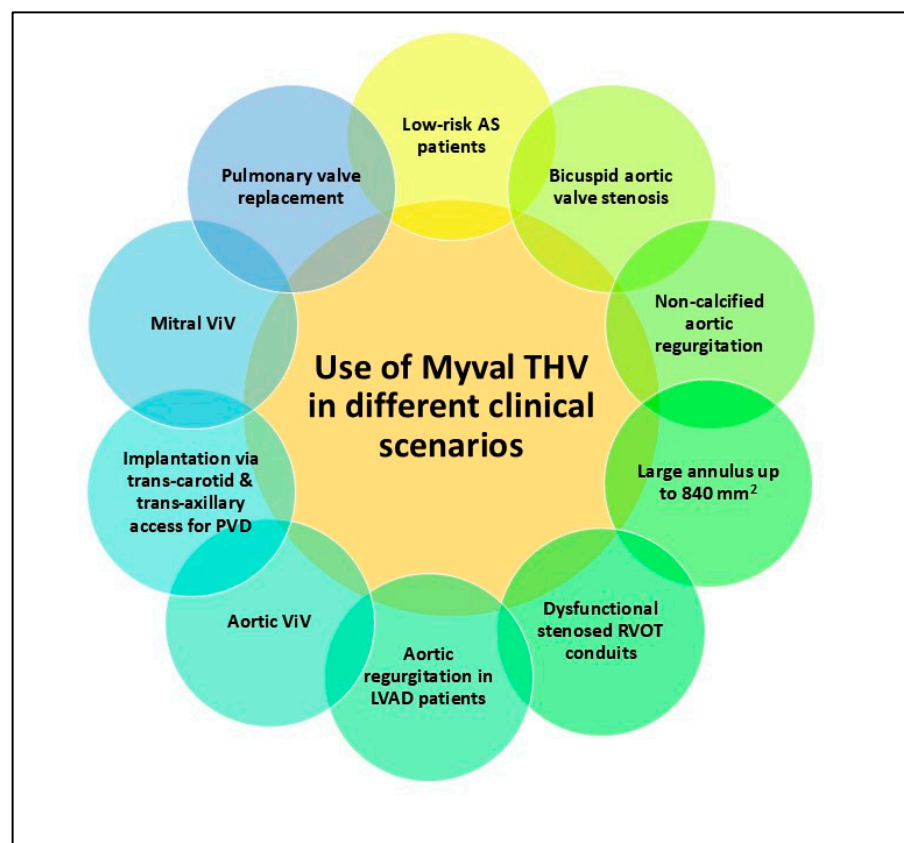 Use of Myval THV
in different clinical
scenarios
Low-risk AS
patients
Bicuspid aortic
valve stenosis
Non-calcified
aortic
regurgitation
Large annulus up
to 840 mm²
Dysfunctional
stenosed RVOT
conduits
Aortic
regurgitation in
LVAD patients
Aortic ViV
Implantation via
trans-carotid &
trans-axillary
access for PVD
Mitral ViV
Pulmonary valve
replacement